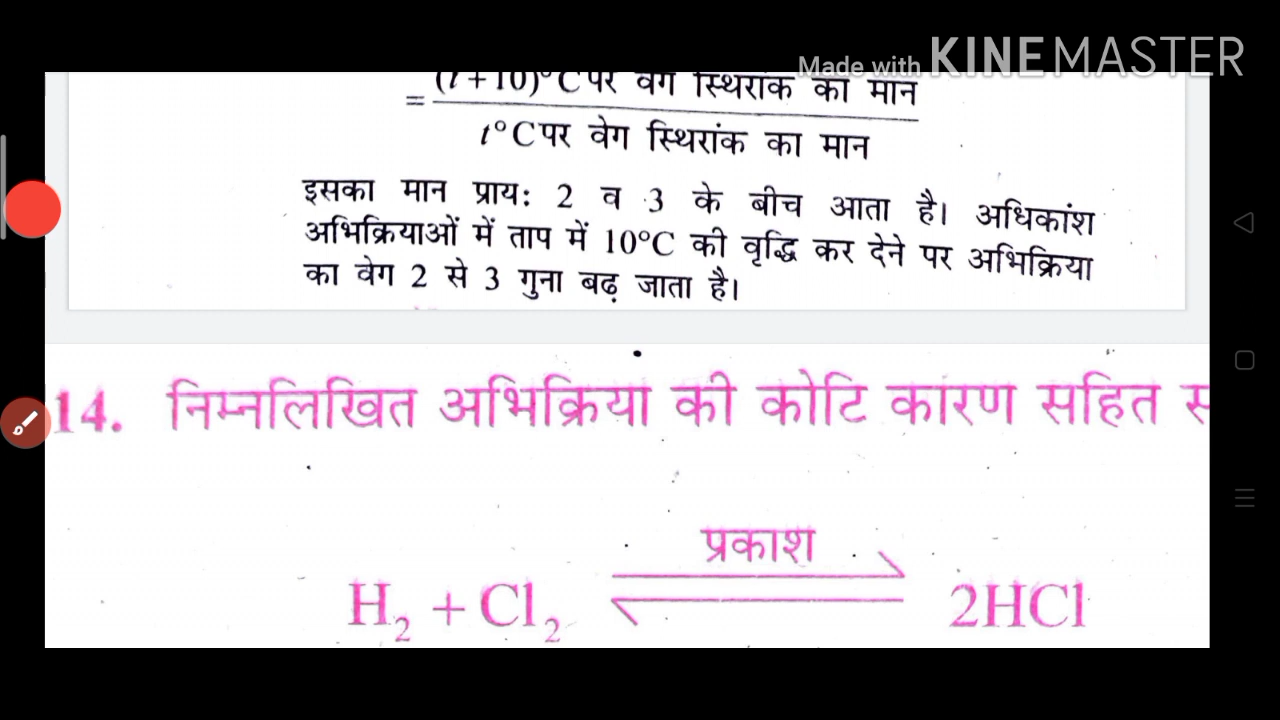 Made with KINEMASTER
(t + 10)°C पर वेग स्थिरांक का मान
=
t°C पर वेग स्थिरांक का मान
इसका मान प्राय: 2 व 3 के बीच आता है। अधिकांश
अभिक्रियाओं में ताप में 10°C की वृद्धि कर देने पर अभिक्रिया
का वेग 2 से 3 गुना बढ़ जाता है।
14. निम्नलिखित अभिक्रिया की कोटि कारण सहित
प्रकाश
H₂ + Cl₂ ⇌ 2HCl